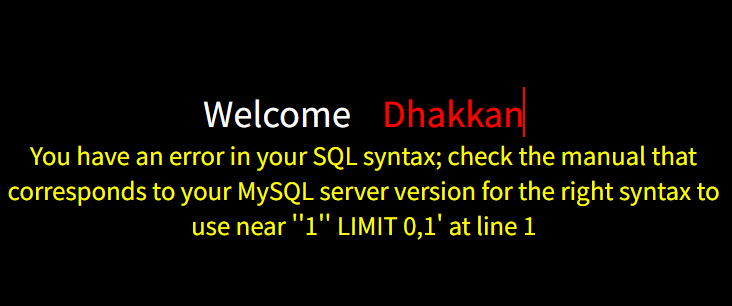 Welcome Dhakkan
You have an error in your SQL syntax; check the manual that
corresponds to your MySQL server version for the right syntax to
use near ''1'' LIMIT 0,1' at line 1